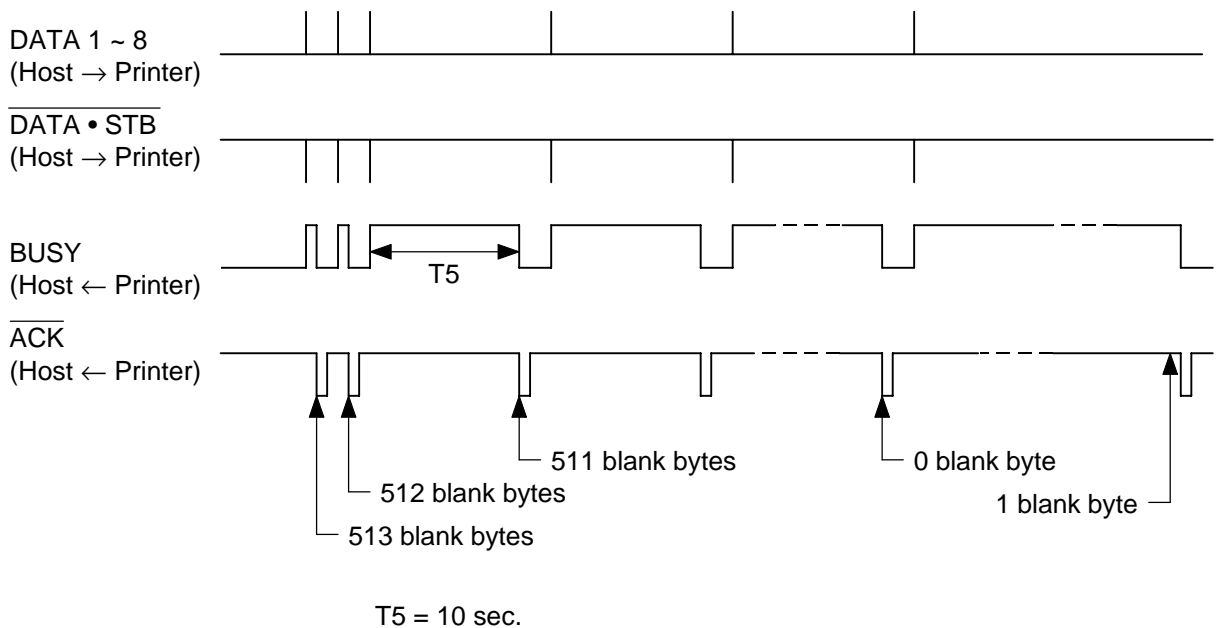 DATA 1 ~ 8
(Host → Printer)
DATA • STB
(Host → Printer)
BUSY
(Host ← Printer)
T5
ACK
(Host ← Printer)
511 blank bytes
0 blank byte
512 blank bytes
1 blank byte
513 blank bytes
T5 = 10 sec.